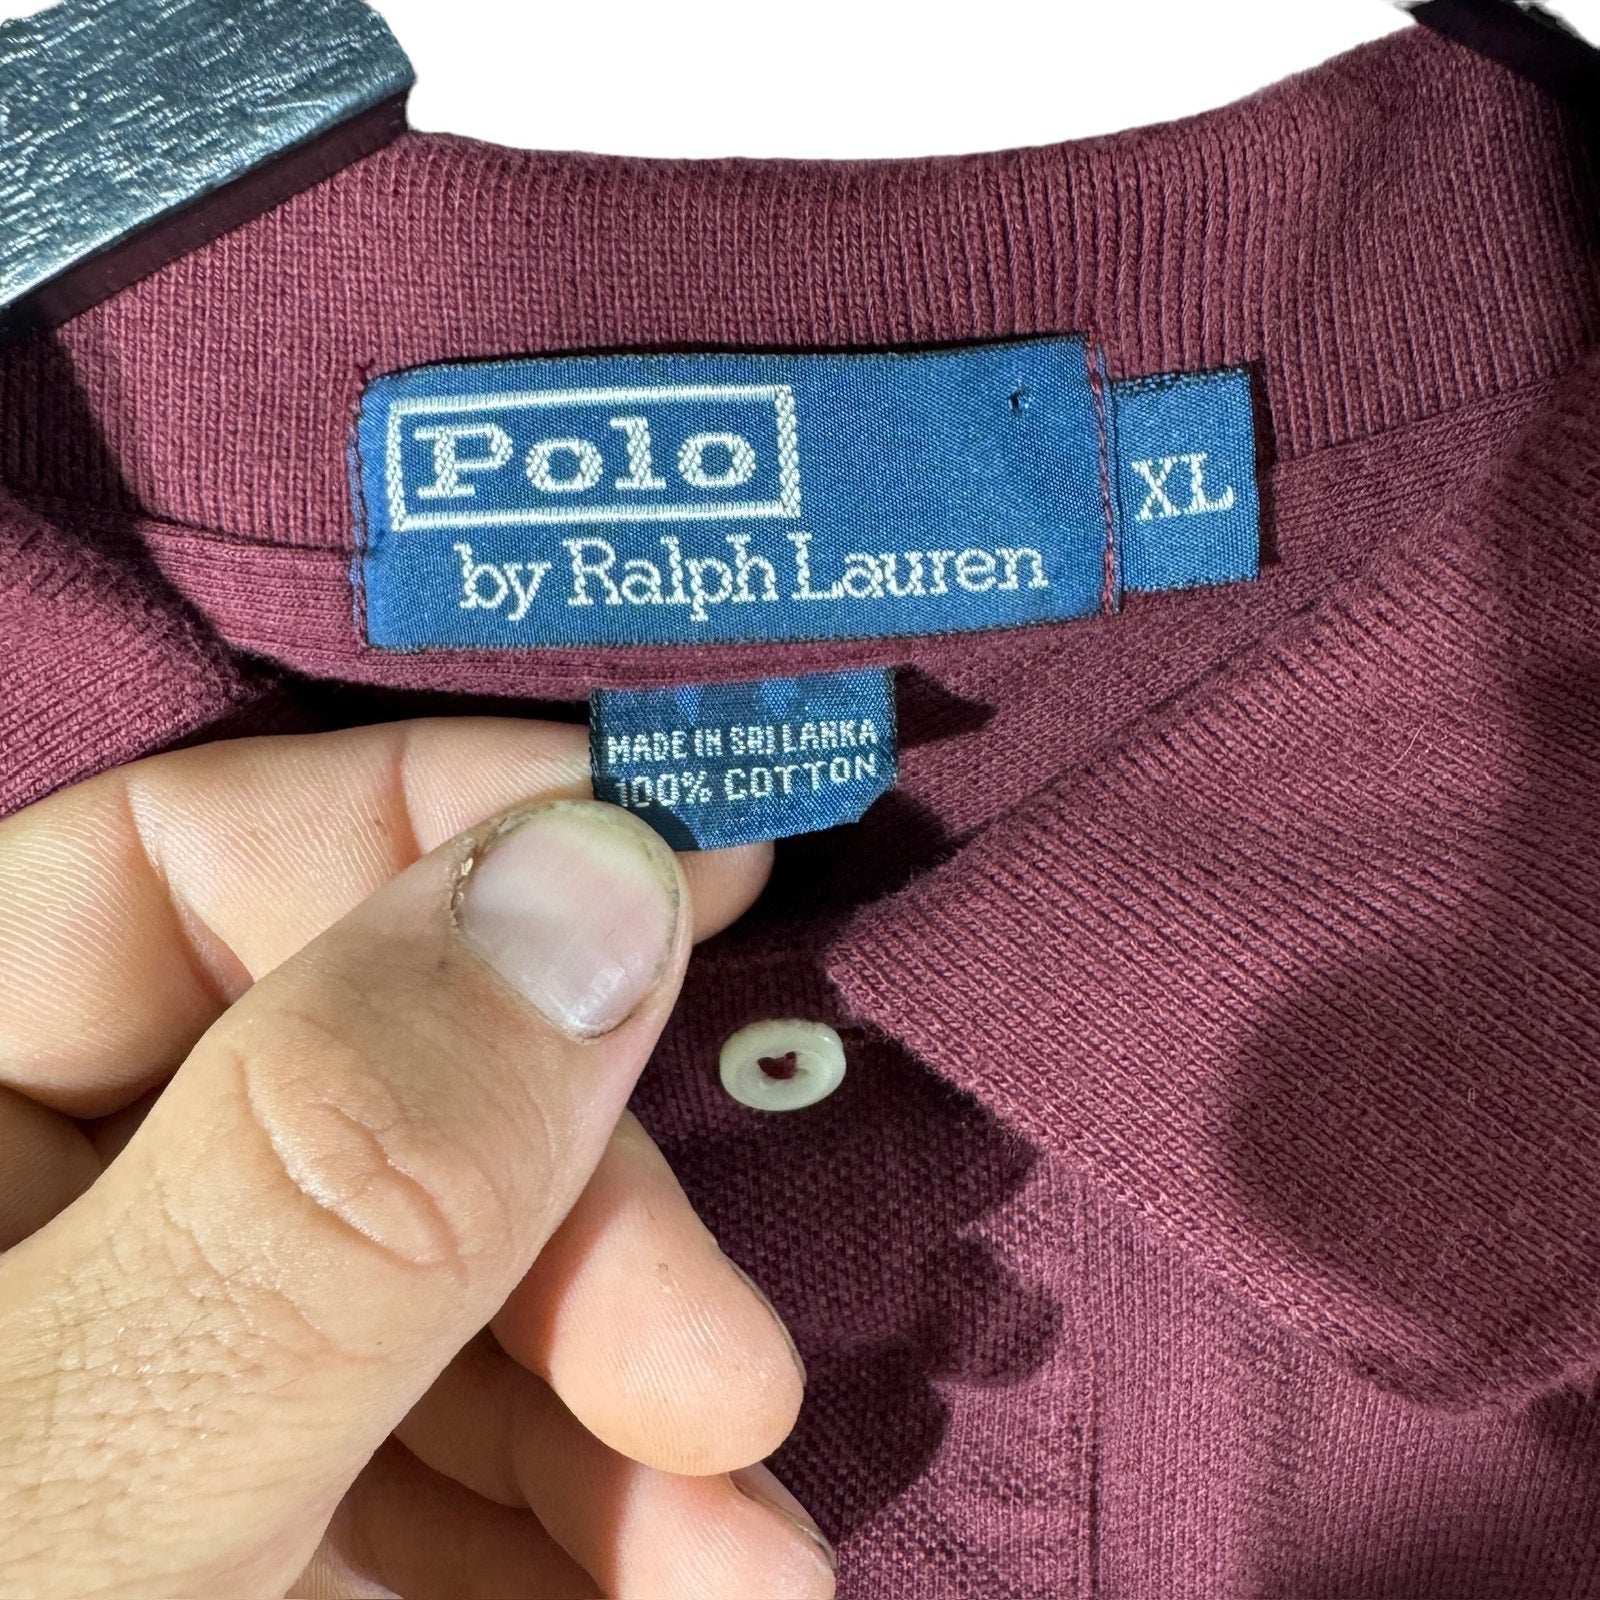 Polo
by Ralph Lauren
XL
MADE IN SRI LANKA
100% COTTON